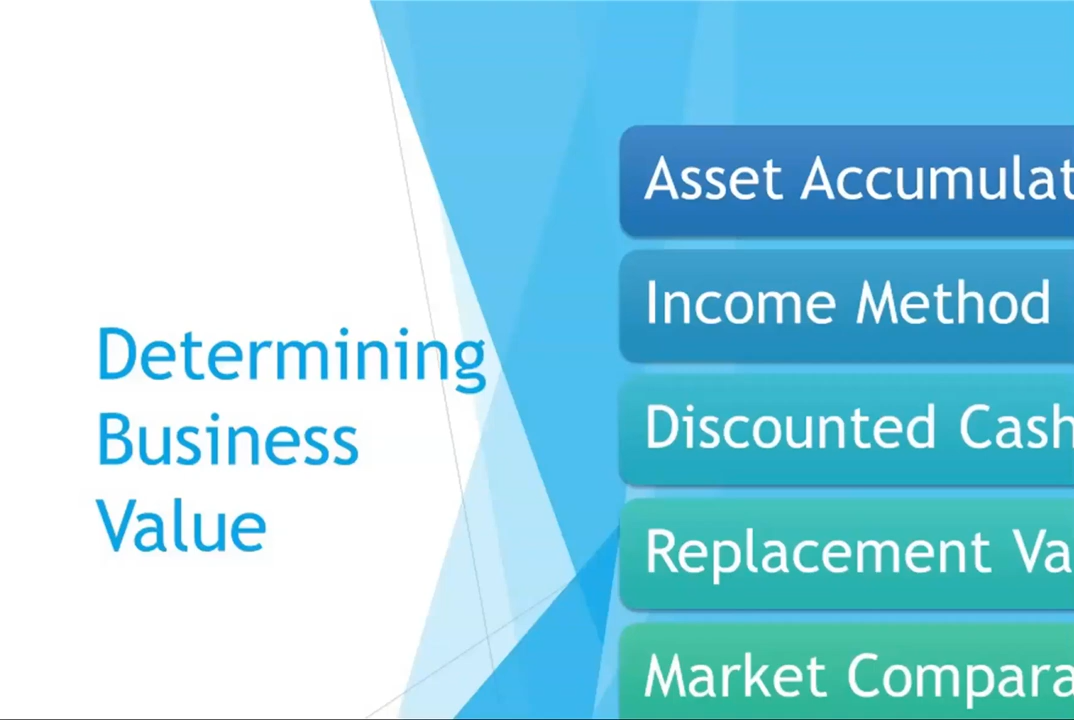 Determining
Business
Value
Asset Accumulat
Income Method
Discounted Cash
Replacement Va
Market Compara